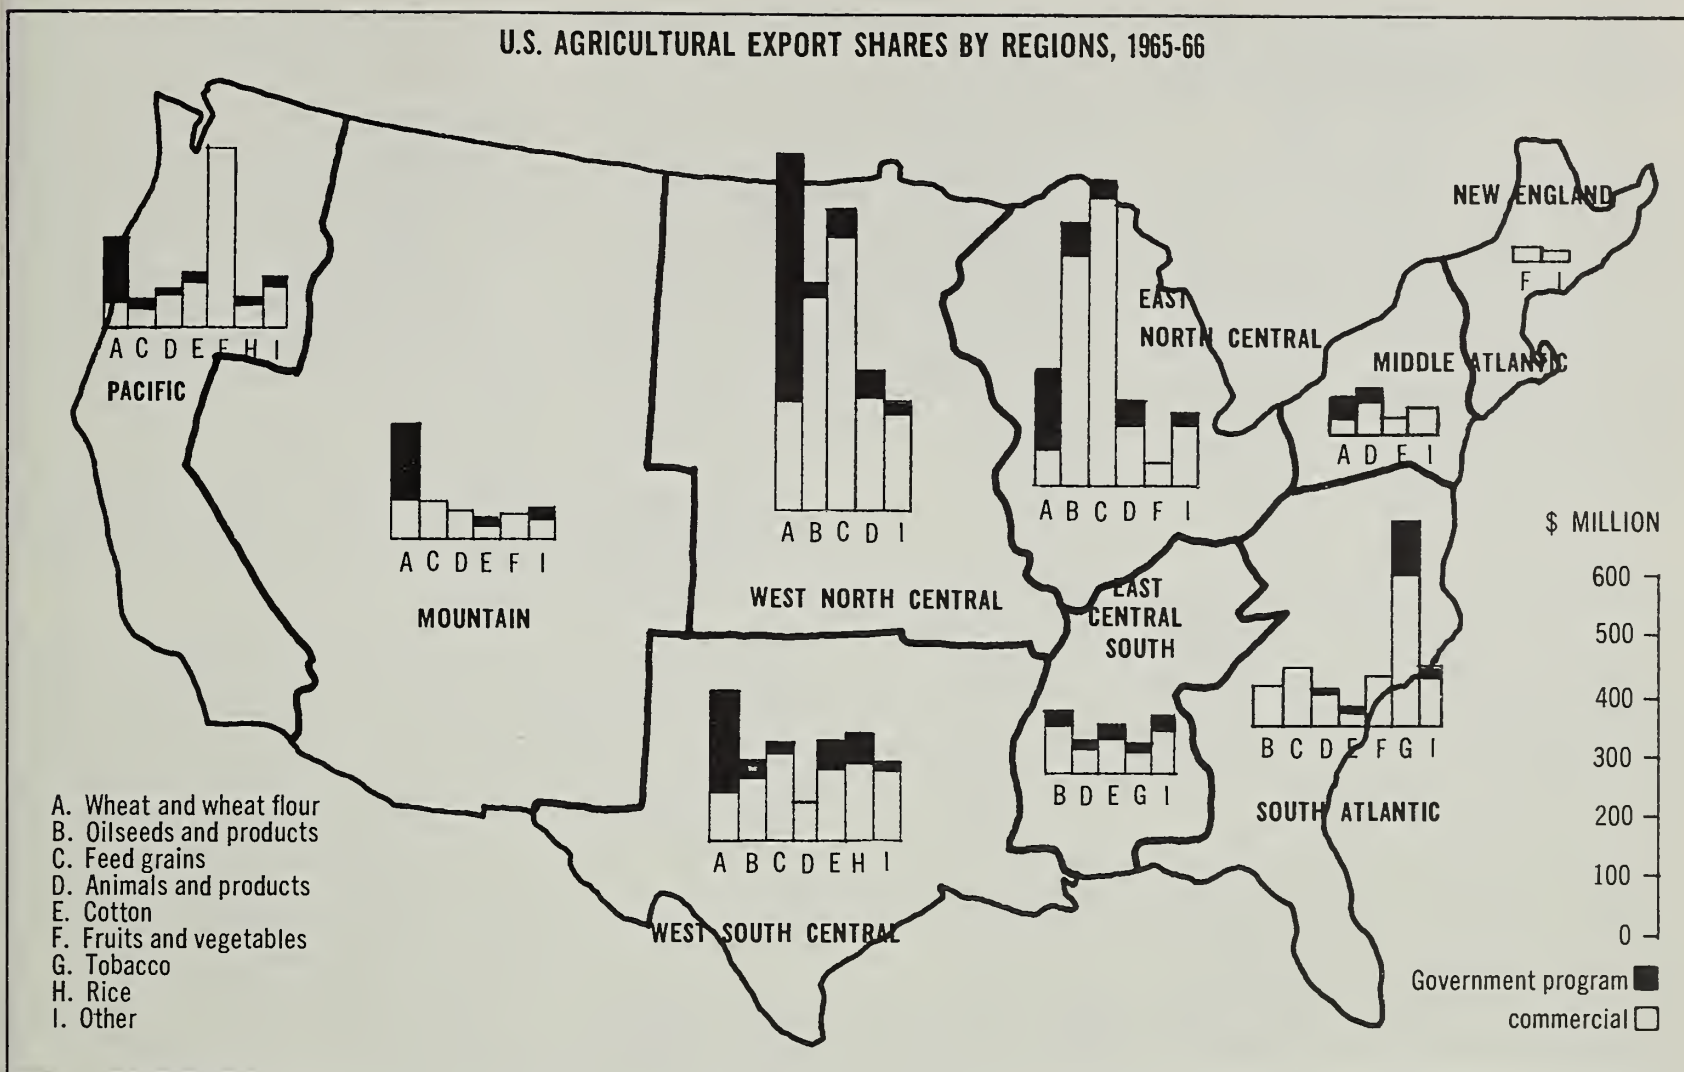 U.S. AGRICULTURAL EXPORT SHARES BY REGIONS, 1965-66
NEW ENGLAND
F I
A C D E F H I
PACIFIC
A B C D I
WEST NORTH CENTRAL
EAST
NORTH CENTRAL
A B C D F I
MIDDLE ATLANTIC
A D F I
A C D E F I
MOUNTAIN
EAST
CENTRAL
SOUTH
B D E G I
B C D E F G I
SOUTH ATLANTIC
A B C D E H I
WEST SOUTH CENTRAL
$ MILLION
600
500
400
300
200
100
0
Government program
commercial
A. Wheat and wheat flour
B. Oilseeds and products
C. Feed grains
D. Animals and products
E. Cotton
F. Fruits and vegetables
G. Tobacco
H. Rice
I. Other